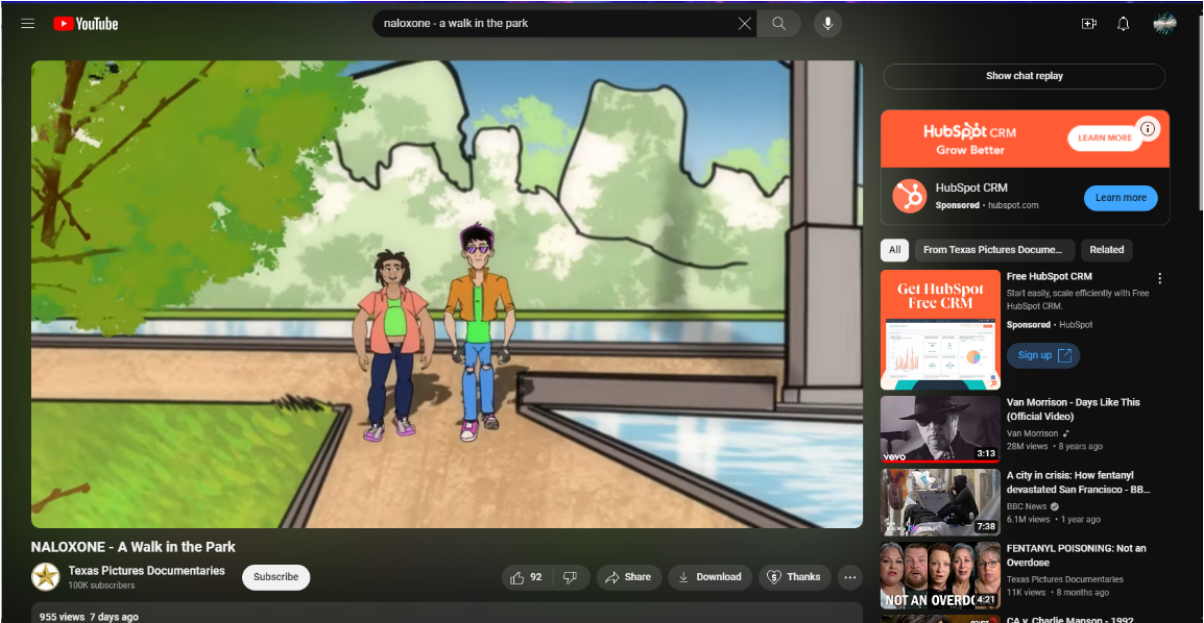 YouTube
naloxone - a walk in the park
Show chat replay
HubSpot CRM
Grow Better
LEARN MORE
HubSpot CRM
Sponsored · hubspot.com
Learn more
All
From Texas Pictures Docume...
Related
Get HubSpot
Free CRM
Free HubSpot CRM
Start easily, scale efficiently with Free
HubSpot CRM.
Sponsored · HubSpot
Sign up
vevo
3:13
Van Morrison - Days Like This
(Official Video)
Van Morrison
28M views · 8 years ago
7:38
A city in crisis: How fentanyl
devastated San Francisco - BB...
BBC News
6.1M views · 1 year ago
NOT AN OVERD
4:21
FENTANYL POISONING: Not an
Overdose
Texas Pictures Documentaries
11K views · 8 months ago
CA v. Charlie Manson - 1992
NALOXONE - A Walk in the Park
Texas Pictures Documentaries
100K subscribers
Subscribe
92
Share
Download
Thanks
955 views 7 days ago